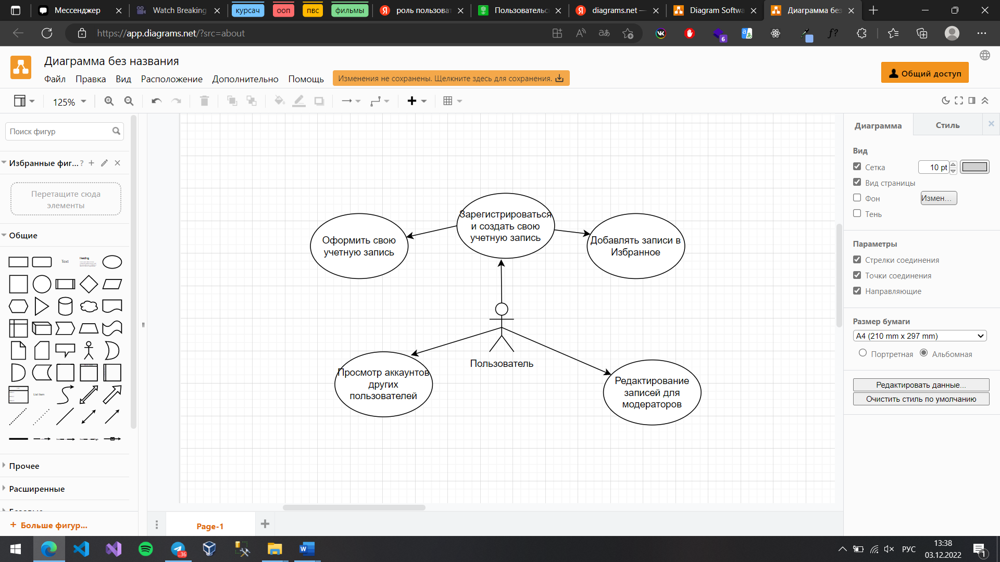 Мессенджер
Watch Breaking
курсач
ооп
пвс
фильмы
роль пользова
Пользовательс
diagrams.net —
Diagram Softwa
Диаграмма без
https://app.diagrams.net/?src=about
6
Диаграмма без названия
Файл Правка Вид Расположение Дополнительно Помощь
Изменения не сохранены. Щелкните здесь для сохранения.
Общий доступ
125%
Поиск фигур
Избранные фиг... ?
Перетащите сюда
элементы
Общие
Text
Heading
List Item
Прочее
Расширенные
Больше фигур...
Зарегистрироваться
и создать свою
учетную запись
Оформить свою
учетную запись
Добавлять записи в
Избранное
Пользователь
Просмотр аккаунтов
других
пользователей
Редактирование
записей для
модераторов
Page-1
Диаграмма
Стиль
Вид
Сетка
10 pt
Вид страницы
Фон
Измен...
Тень
Параметры
Стрелки соединения
Точки соединения
Направляющие
Размер бумаги
A4 (210 mm x 297 mm)
Портретная
Альбомная
Редактировать данные...
Очистить стиль по умолчанию
..36
РУС
13:38
03.12.2022
1